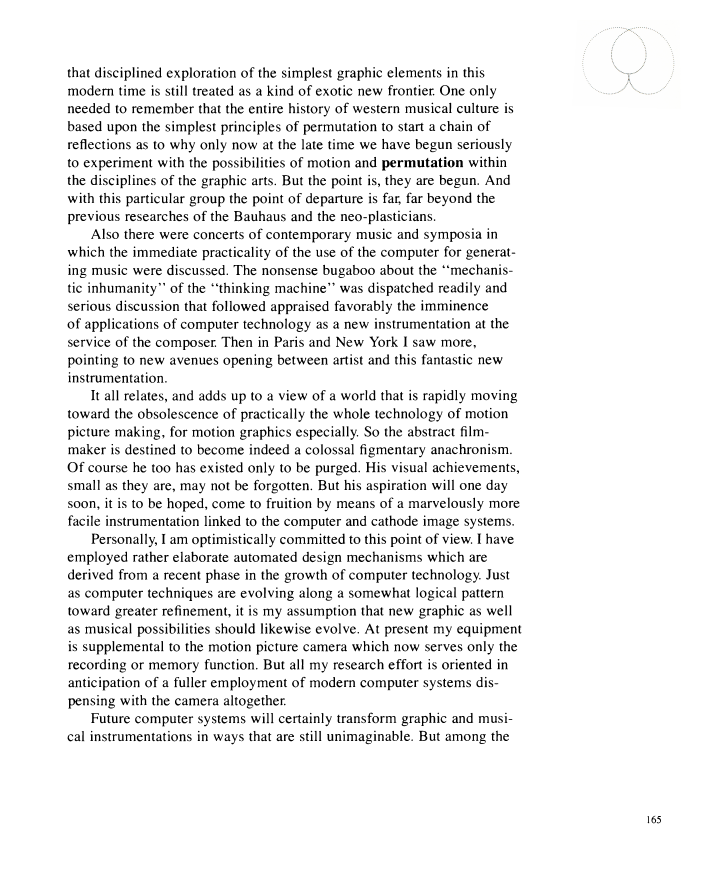 that disciplined exploration of the simplest graphic elements in this
modern time is still treated as a kind of exotic new frontier. One only
needed to remember that the entire history of western musical culture is
based upon the simplest principles of permutation to start a chain of
reflections as to why only now at the late time we have begun seriously
to experiment with the possibilities of motion and permutation within
the disciplines of the graphic arts. But the point is, they are begun. And
with this particular group the point of departure is far, far beyond the
previous researches of the Bauhaus and the neo-plasticians.
Also there were concerts of contemporary music and symposia in
which the immediate practicality of the use of the computer for generat-
ing music were discussed. The nonsense bugaboo about the “mechanis-
tic inhumanity” of the “thinking machine” was dispatched readily and
serious discussion that followed appraised favorably the imminence
of applications of computer technology as a new instrumentation at the
service of the composer. Then in Paris and New York I saw more,
pointing to new avenues opening between artist and this fantastic new
instrumentation.
It all relates, and adds up to a view of a world that is rapidly moving
toward the obsolescence of practically the whole technology of motion
picture making, for motion graphics especially. So the abstract film-
maker is destined to become indeed a colossal figmentary anachronism.
Of course he too has existed only to be purged. His visual achievements,
small as they are, may not be forgotten. But his aspiration will one day
soon, it is to be hoped, come to fruition by means of a marvelously more
facile instrumentation linked to the computer and cathode image systems.
Personally, I am optimistically committed to this point of view. I have
employed rather elaborate automated design mechanisms which are
derived from a recent phase in the growth of computer technology. Just
as computer techniques are evolving along a somewhat logical pattern
toward greater refinement, it is my assumption that new graphic as well
as musical possibilities should likewise evolve. At present my equipment
is supplemental to the motion picture camera which now serves only the
recording or memory function. But all my research effort is oriented in
anticipation of a fuller employment of modern computer systems dis-
pensing with the camera altogether.
Future computer systems will certainly transform graphic and musi-
cal instrumentations in ways that are still unimaginable. But among the
165